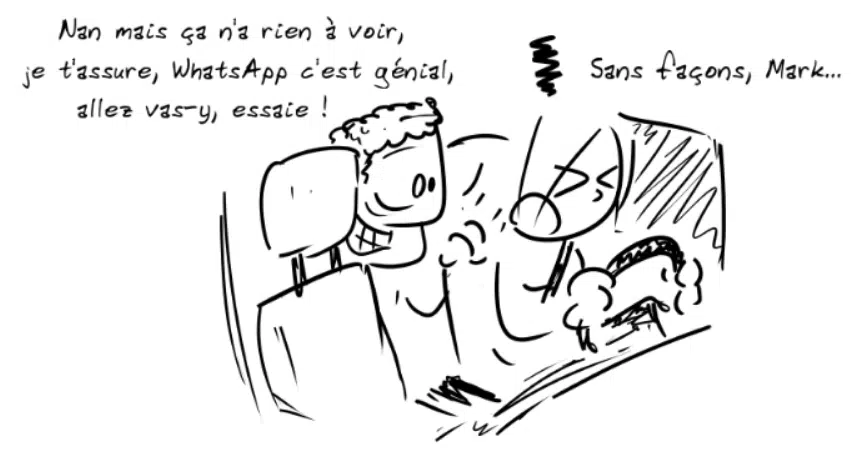 Nan mais ça n'a rien à voir,
je t'assure, WhatsApp c'est génial,
allez vas-y, essaie !
Sans façons, Mark...